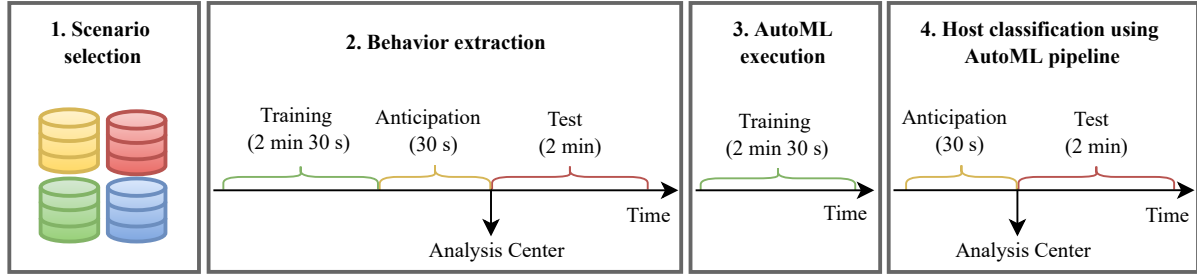 1. Scenario
selection
2. Behavior extraction
Training
(2 min 30 s)
Anticipation
(30 s)
Test
(2 min)
Time
Analysis Center
3. AutoML
execution
Training
(2 min 30 s)
Time
4. Host classification using
AutoML pipeline
Anticipation
(30 s)
Test
(2 min)
Time
Analysis Center